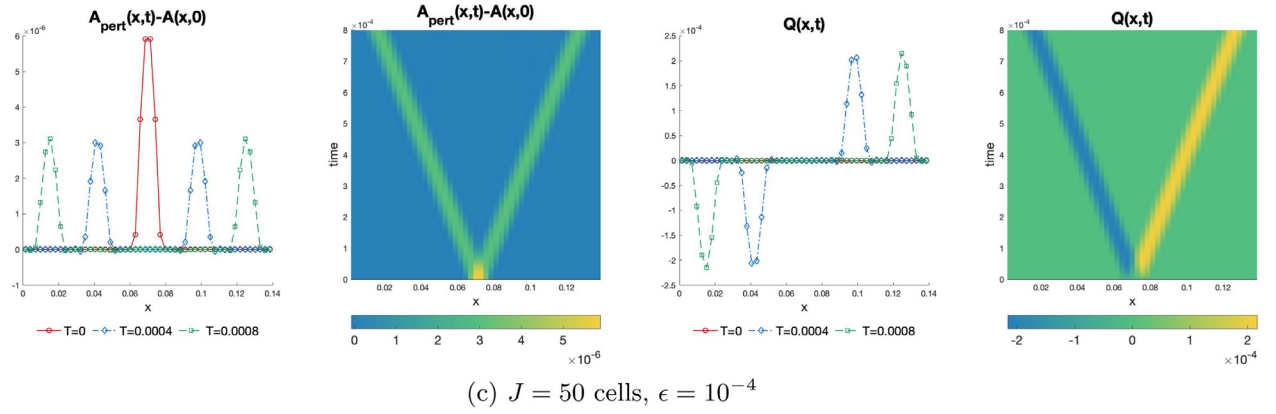 A_pert(x,t)-A(x,0)
×10^-6
6
5
4
3
2
1
0
-1
0 0.02 0.04 0.06 0.08 0.1 0.12 0.14
x
T=0 T=0.0004 T=0.0008
A_pert(x,t)-A(x,0)
×10^-4
8
7
6
5
4
3
2
1
0
time
0.02 0.04 0.06 0.08 0.1 0.12
x
0 1 2 3 4 5
×10^-6
Q(x,t)
×10^-4
2.5
2
1.5
1
0.5
0
-0.5
-1
-1.5
-2
-2.5
0 0.02 0.04 0.06 0.08 0.1 0.12 0.14
x
T=0 T=0.0004 T=0.0008
Q(x,t)
×10^-4
8
7
6
5
4
3
2
1
0
time
0.02 0.04 0.06 0.08 0.1 0.12
x
-2 -1 0 1 2
×10^-4
(c) J = 50 cells, ϵ = 10^-4